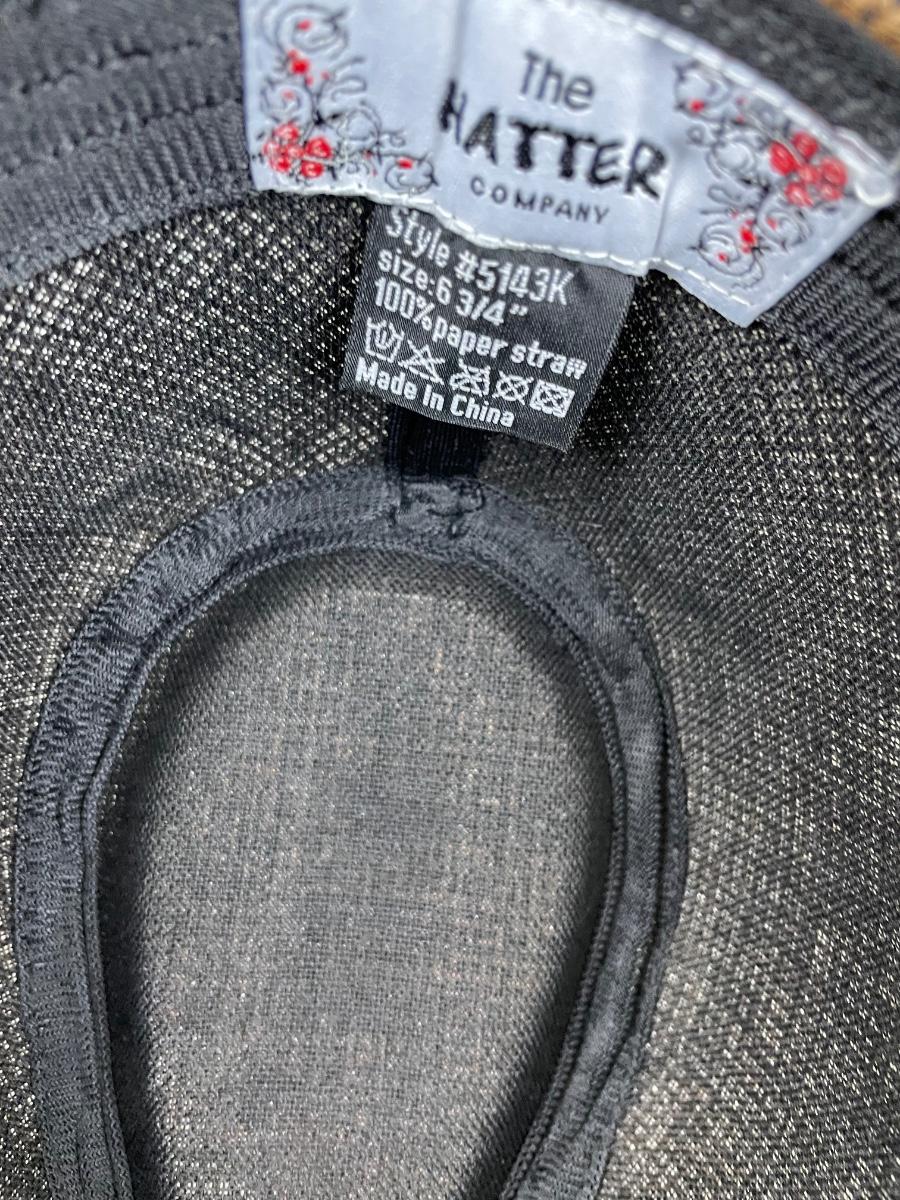 The
HATTER
COMPANY
Style #5143K
size:6 3/4"
100%paper straw
Made In China